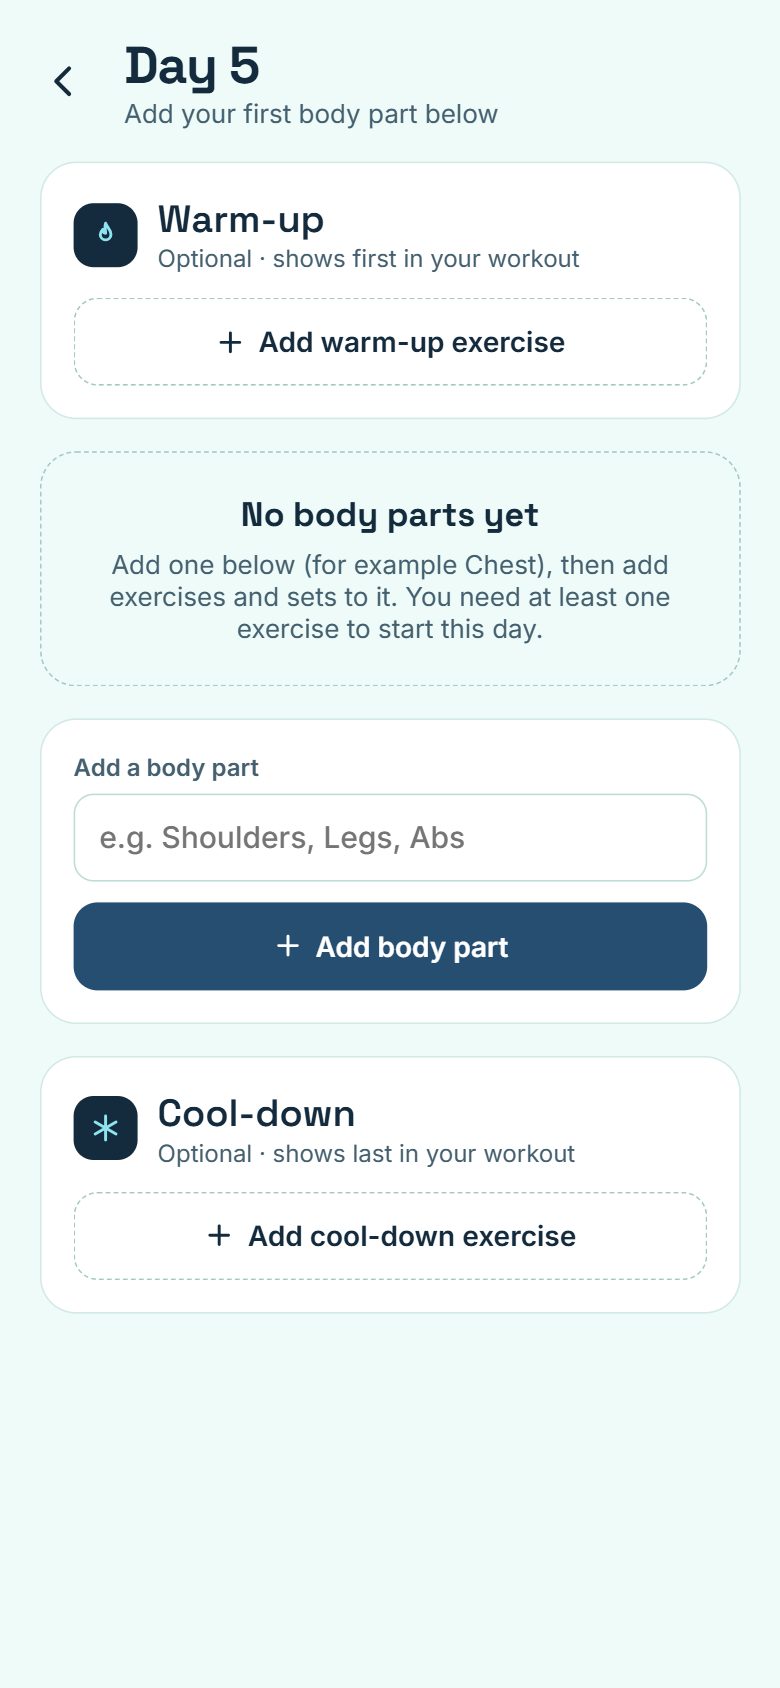 Day 5
Add your first body part below
Warm-up
Optional · shows first in your workout
+ Add warm-up exercise
No body parts yet
Add one below (for example Chest), then add
exercises and sets to it. You need at least one
exercise to start this day.
Add a body part
e.g. Shoulders, Legs, Abs
+ Add body part
Cool-down
Optional · shows last in your workout
+ Add cool-down exercise